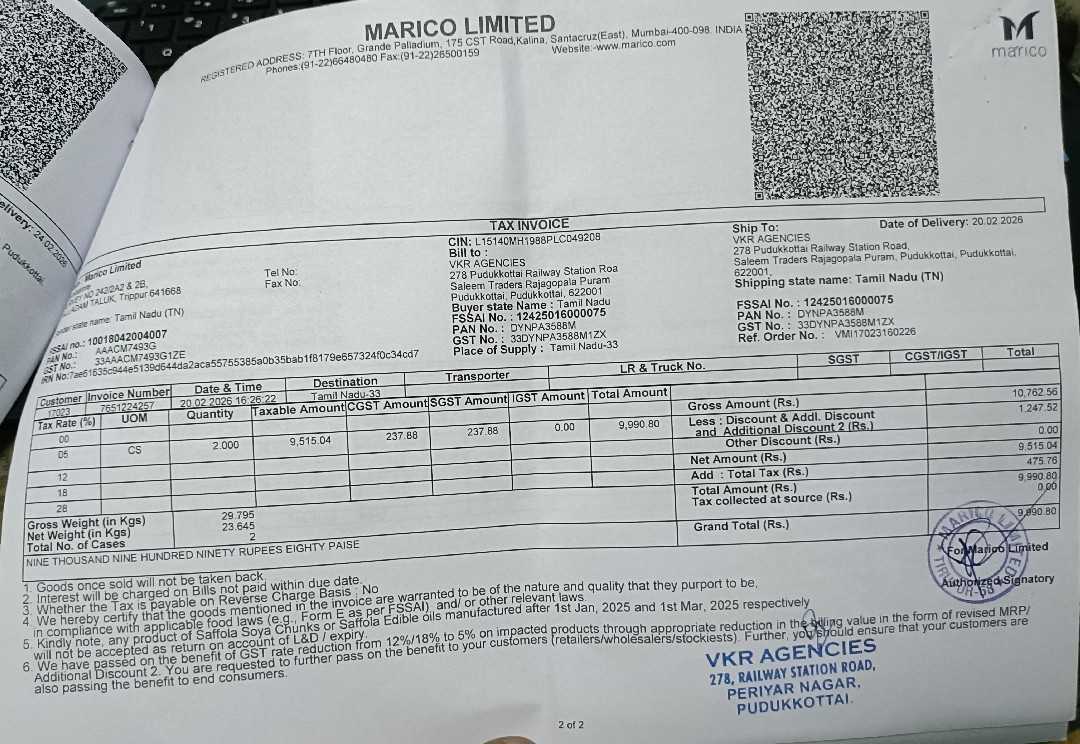 MARICO LIMITED
REGISTERED ADDRESS: 7TH Floor, Grande Palladium, 175 CST Road,Kalina, Santacruz(East), Mumbai-400-098. INDIA
Phones:(91-22)66480480 Fax:(91-22)26500159 Website:-www.marico.com
marico
elivery: 24.02.2026
Pudukkottai,
TAX INVOICE
Marico Limited
NO 242/2A2 & 2B,
TALUK, Trippur 641668
state name: Tamil Nadu (TN)
FSSAI no.: 10018042004007
PAN No.: AAACM7493G
GST No.: 33AAACM7493G1ZE
IRN No:7ae61635c944e5139d644da2aca55755385a0b35bab1f8179e657324f0c34cd7
Tel No:
Fax No:
CIN: L15140MH1988PLC049208
Bill to :
VKR AGENCIES
278 Pudukkottai Railway Station Roa
Saleem Traders Rajagopala Puram
Pudukkottai, Pudukkottai, 622001
Buyer state Name : Tamil Nadu
FSSAI No. : 12425016000075
PAN No. : DYNPA3588M
GST No. : 33DYNPA3588M1ZX
Place of Supply : Tamil Nadu-33
Ship To: Date of Delivery: 20.02.2026
VKR AGENCIES
278 Pudukkottai Railway Station Road,
Saleem Traders Rajagopala Puram, Pudukkottai, Pudukkottai,
622001,
Shipping state name: Tamil Nadu (TN)
FSSAI No. : 12425016000075
PAN No. : DYNPA3588M
GST No. : 33DYNPA3588M1ZX
Ref. Order No. : VMI17023160226
Customer Invoice Number Date & Time Destination Transporter LR & Truck No. SGST CGST/IGST Total
17023 7651224257 20.02.2026 16:26:22 Tamil Nadu-33
Tax Rate (%) UOM Quantity Taxable Amount CGST Amount SGST Amount IGST Amount Total Amount
00
05 CS 2.000 9,515.04 237.88 237.88 0.00 9,990.80
12
18
28
Gross Amount (Rs.) 10,762.56
Less : Discount & Addl. Discount 1,247.52
and Additional Discount 2 (Rs.)
Other Discount (Rs.) 0.00
Net Amount (Rs.) 9,515.04
Add : Total Tax (Rs.) 475.76
Total Amount (Rs.) 9,990.80
Tax collected at source (Rs.) 0.00
Grand Total (Rs.) 9,990.80
Gross Weight (in Kgs) 29.795
Net Weight (in Kgs) 23.645
Total No. of Cases 2
NINE THOUSAND NINE HUNDRED NINETY RUPEES EIGHTY PAISE
MARICO LIMITED
For Marico Limited
Authorized Signatory
1. Goods once sold will not be taken back.
2. Interest will be charged on Bills not paid within due date.
3. Whether the Tax is payable on Reverse Charge Basis : No
4. We hereby certify that the goods mentioned in the invoice are warranted to be of the nature and quality that they purport to be,
in compliance with applicable food laws (e.g., Form E as per FSSAI) and/ or other relevant laws.
5. Kindly note, any product of Saffola Soya Chunks or Saffola Edible oils manufactured after 1st Jan, 2025 and 1st Mar, 2025 respectively
will not be accepted as return on account of L&D / expiry.
6. We have passed on the benefit of GST rate reduction from 12%/18% to 5% on impacted products through appropriate reduction in the billing value in the form of revised MRP/
Additional Discount 2. You are requested to further pass on the benefit to your customers (retailers/wholesalers/stockiests). Further, you should ensure that your customers are
also passing the benefit to end consumers.
VKR AGENCIES
278, RAILWAY STATION ROAD,
PERIYAR NAGAR,
PUDUKKOTTAI.
2 of 2